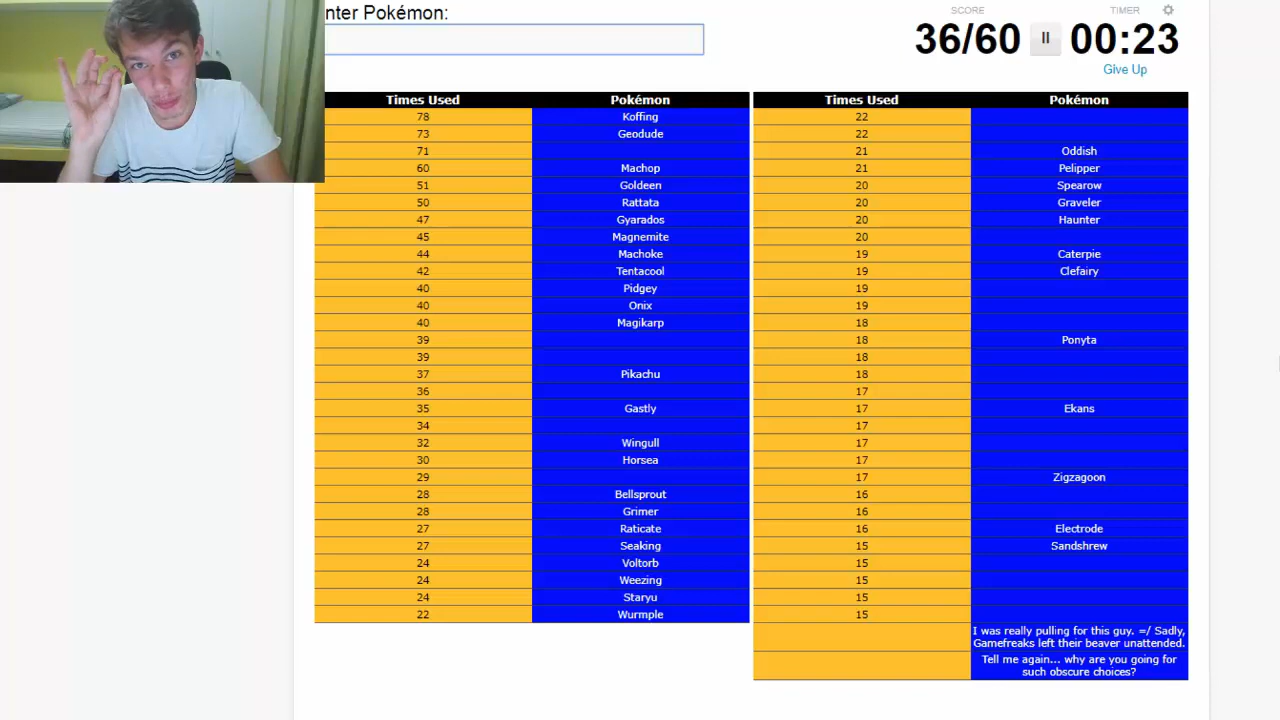 nter Pokémon:
SCORE
TIMER
36/60
00:23
Give Up
Times Used Pokémon
78 Koffing
73 Geodude
71
60 Machop
51 Goldeen
50 Rattata
47 Gyarados
45 Magnemite
44 Machoke
42 Tentacool
40 Pidgey
40 Onix
40 Magikarp
39
39
37 Pikachu
36
35 Gastly
34
32 Wingull
30 Horsea
29
28 Bellsprout
28 Grimer
27 Raticate
27 Seaking
24 Voltorb
24 Weezing
24 Staryu
22 Wurmple
Times Used Pokémon
22
22
21 Oddish
21 Pelipper
20 Spearow
20 Graveler
20 Haunter
20
19 Caterpie
19 Clefairy
19
19
18
18 Ponyta
18
18
17
17 Ekans
17
17
17
17 Zigzagoon
16
16
16 Electrode
15 Sandshrew
15
15
15
15
I was really pulling for this guy. =/ Sadly,
Gamefreaks left their beaver unattended.
Tell me again... why are you going for
such obscure choices?